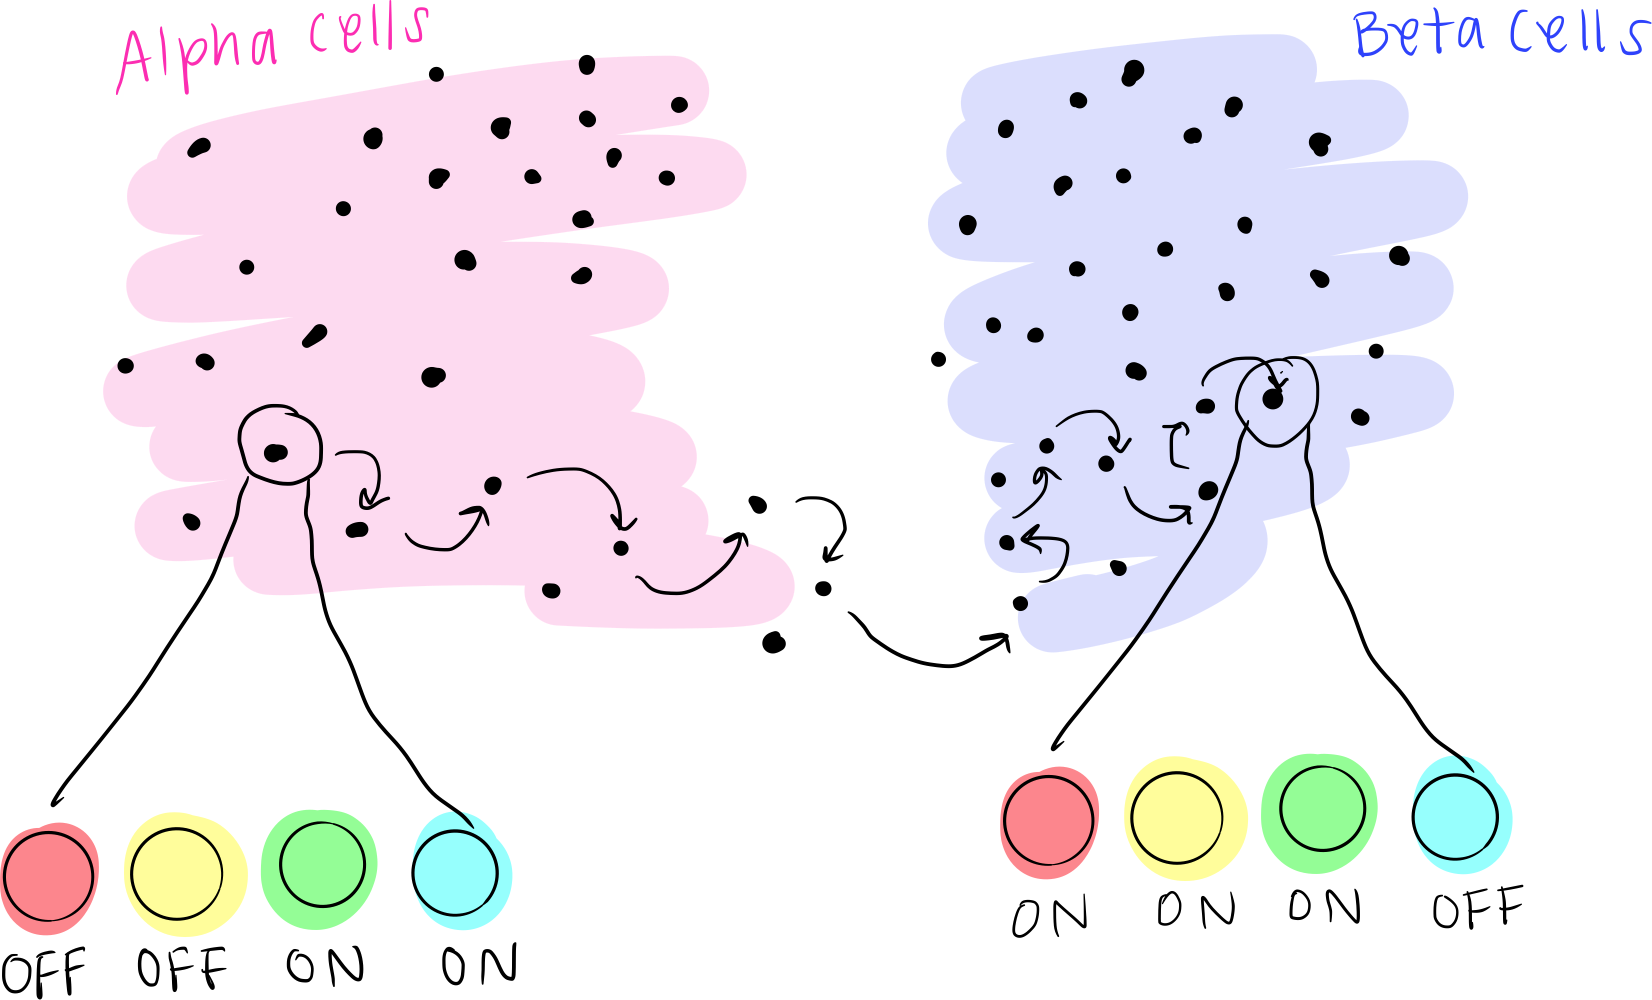 Alpha cells
Beta cells
OFF OFF ON ON
ON ON ON OFF